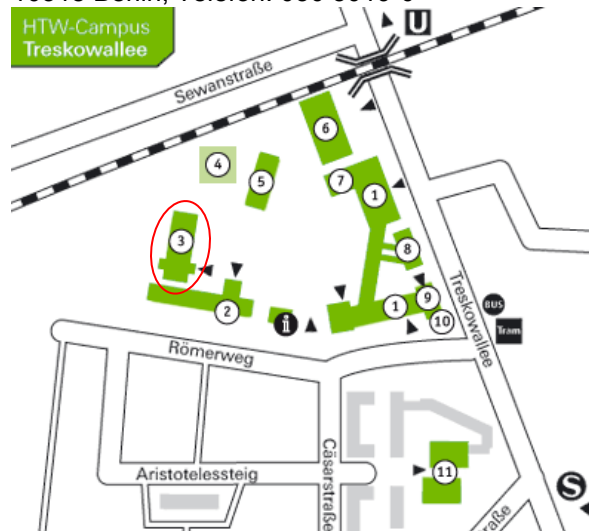 HTW-Campus
Treskowallee
U
Sewanstraße
6
4
5
7
1
3
8
2
i
1
9
10
Treskowallee
BUS
Tram
Römerweg
Cäsarstraße
Aristotelessteig
11
S